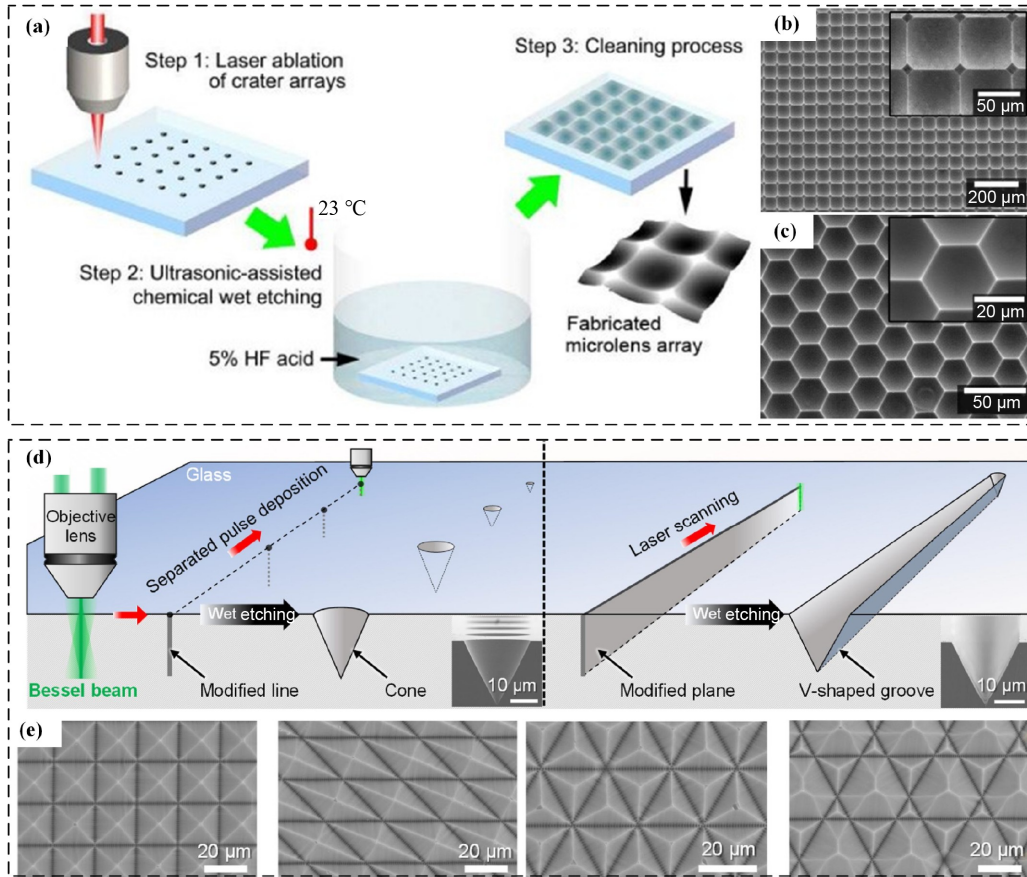 (a)
Step 1: Laser ablation
of crater arrays
23 ℃
Step 2: Ultrasonic-assisted
chemical wet etching
5% HF acid
Step 3: Cleaning process
Fabricated
microlens array
(b)
50 μm
200 μm
(c)
20 μm
50 μm
(d)
Glass
Objective
lens
Separated pulse deposition
Wet etching
Bessel beam
Modified line
Cone
10 μm
Laser scanning
Wet etching
Modified plane
V-shaped groove
10 μm
(e)
20 μm
20 μm
20 μm
20 μm